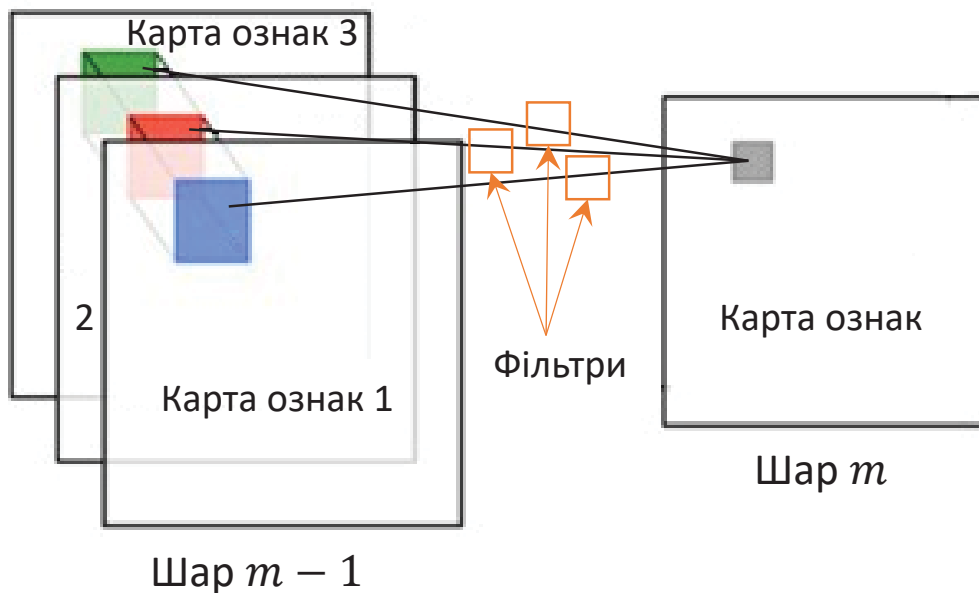 Карта ознак 3
2
Карта ознак 1
Шар m − 1
Фільтри
Карта ознак
Шар m